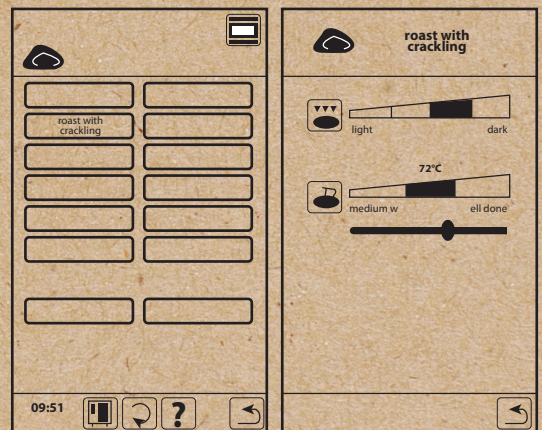 roast with
crackling
09:51
?
roast with
crackling
light dark
72°C
medium w ell done